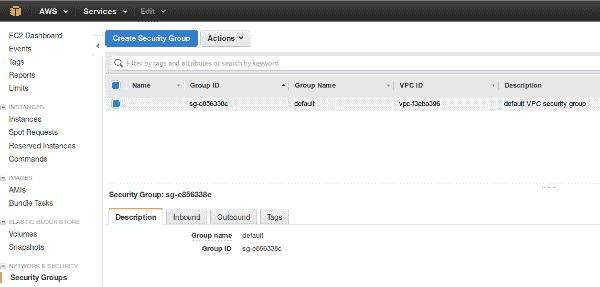 AWS Services Edit
EC2 Dashboard
Events
Tags
Reports
Limits
INSTANCES
Instances
Spot Requests
Reserved Instances
Commands
IMAGES
AMIs
Bundle Tasks
ELASTIC BLOCK STORE
Volumes
Snapshots
NETWORK & SECURITY
Security Groups
Create Security Group Actions
Filter by tags and attributes or search by keyword
Name Group ID Group Name VPC ID Description
sg-e856338c default vpc-f3eba396 default VPC security group
Security Group: sg-e856338c
Description Inbound Outbound Tags
Group name default
Group ID sg-e856338c